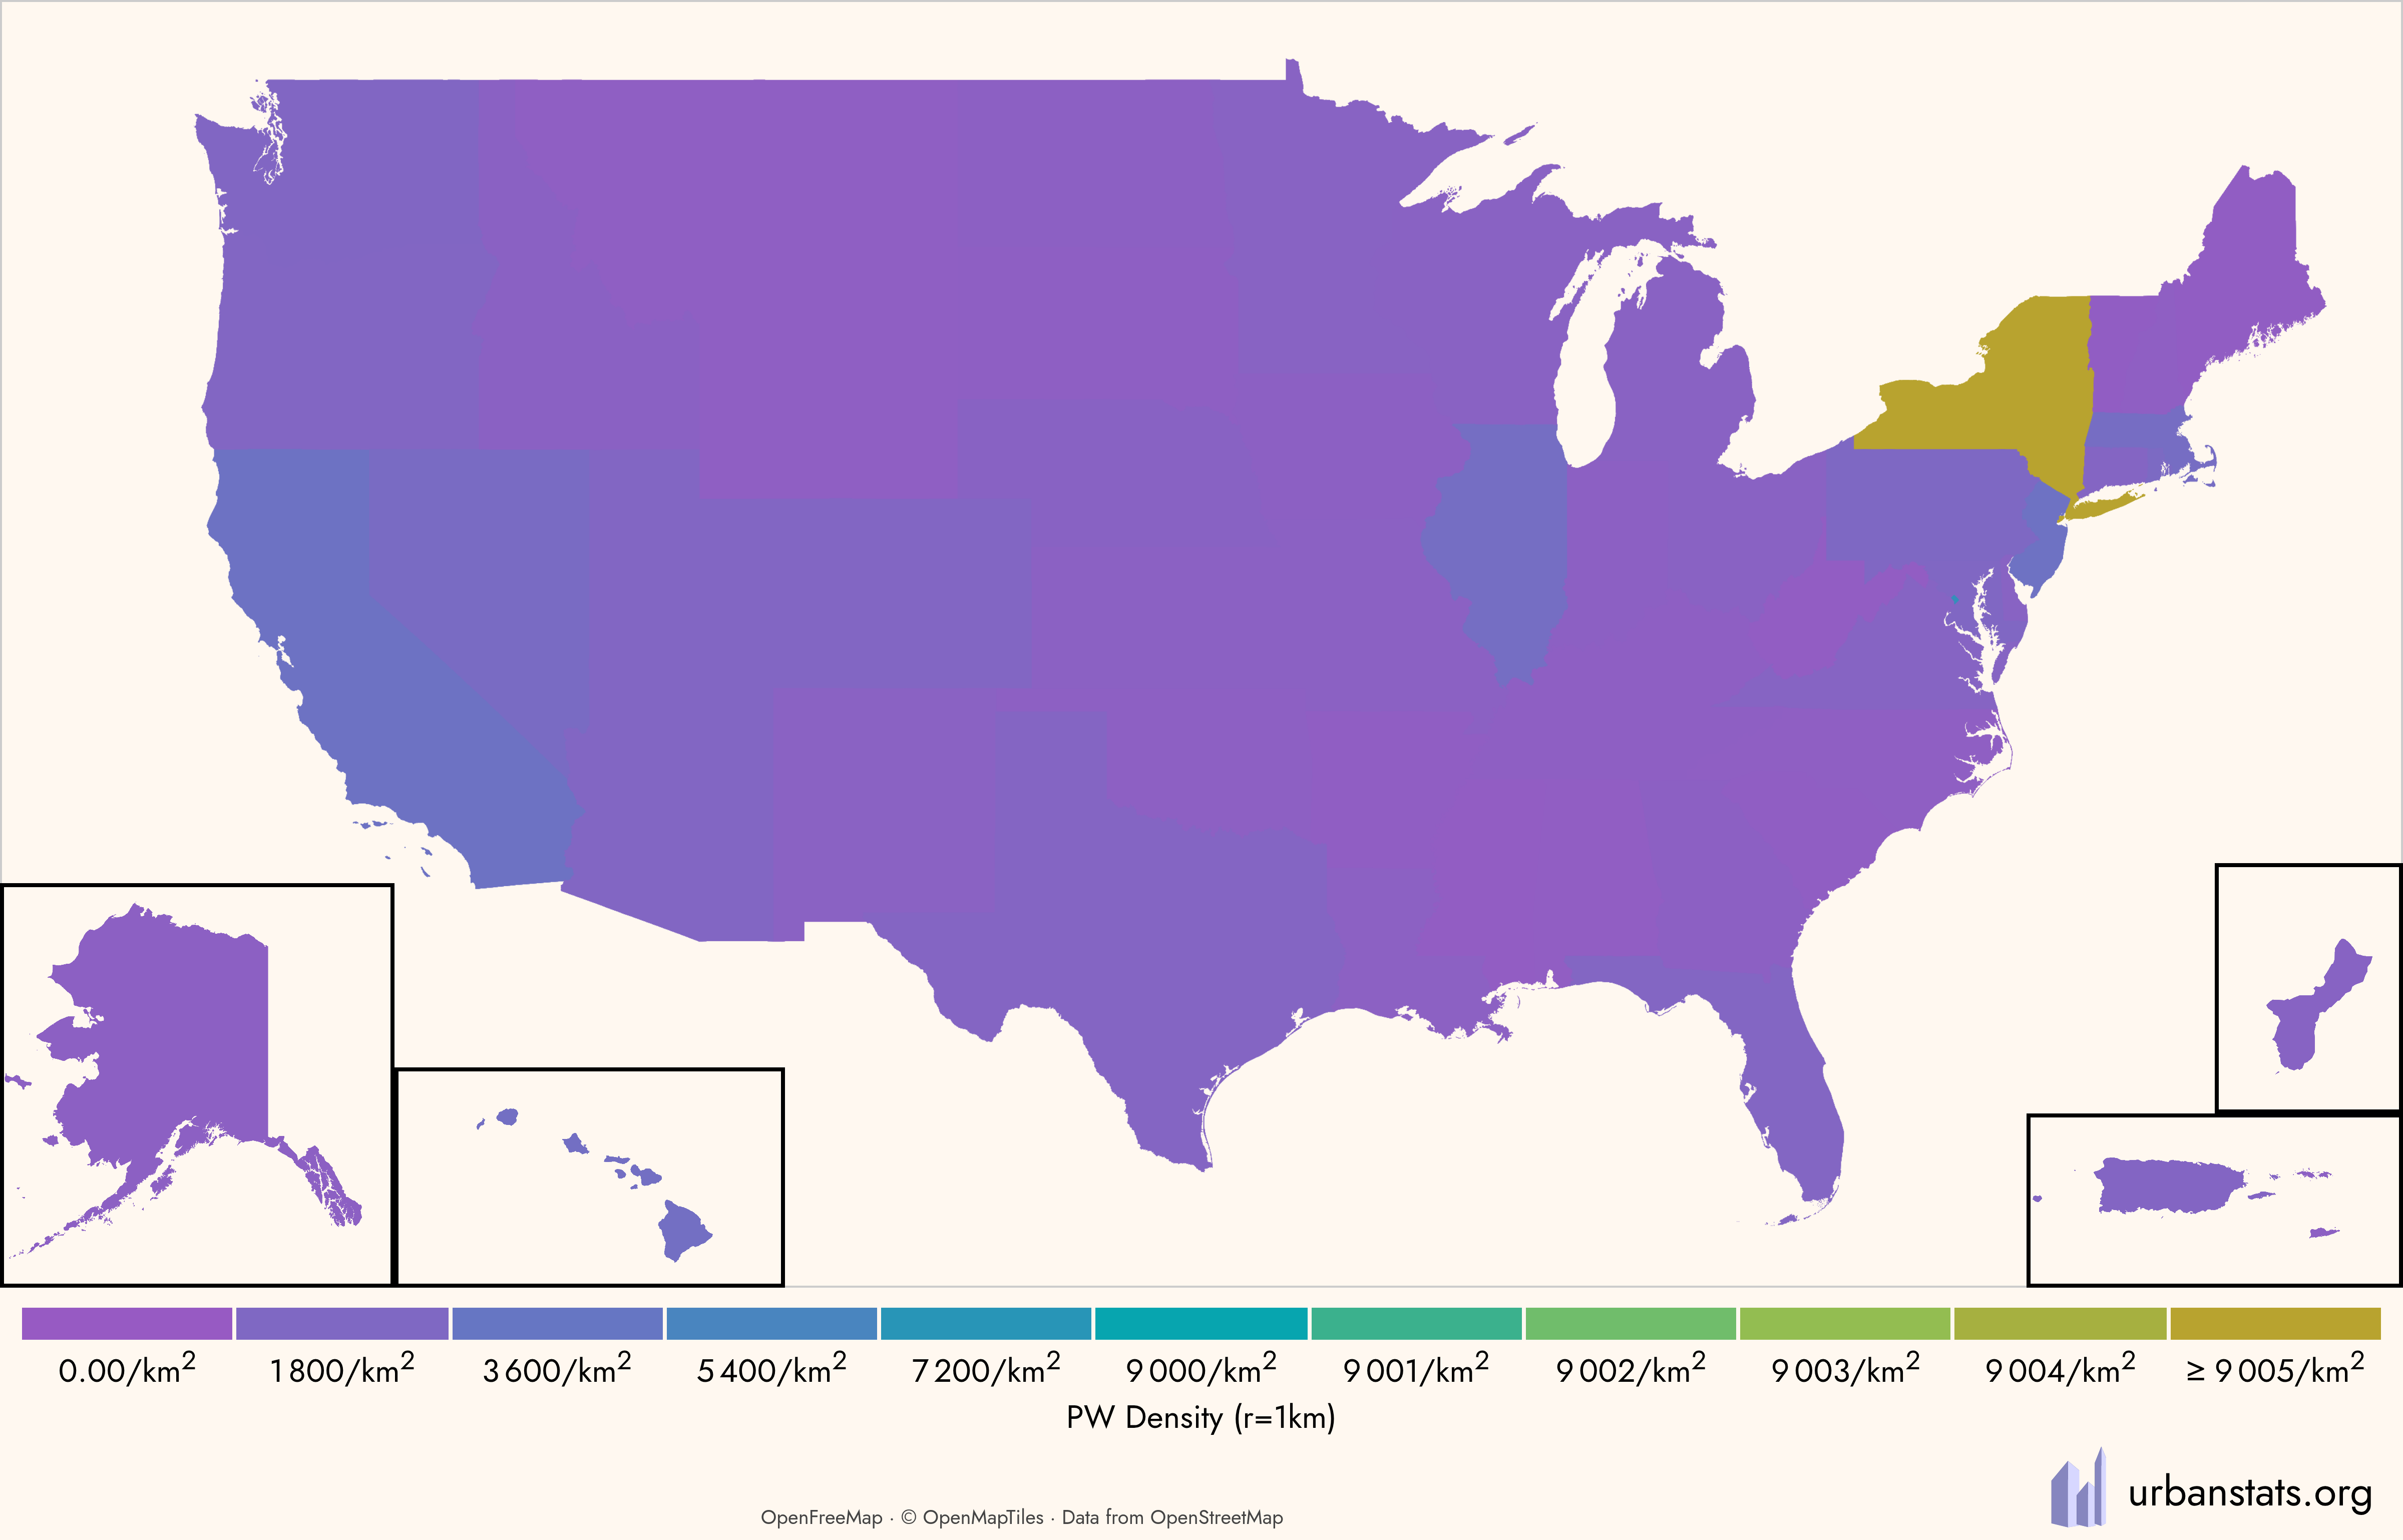 0.00/km² 1 800/km² 3 600/km² 5 400/km² 7 200/km² 9 000/km² 9 001/km² 9 002/km² 9 003/km² 9 004/km² ≥ 9 005/km²
PW Density (r=1km)
urbanstats.org
OpenFreeMap · © OpenMapTiles · Data from OpenStreetMap